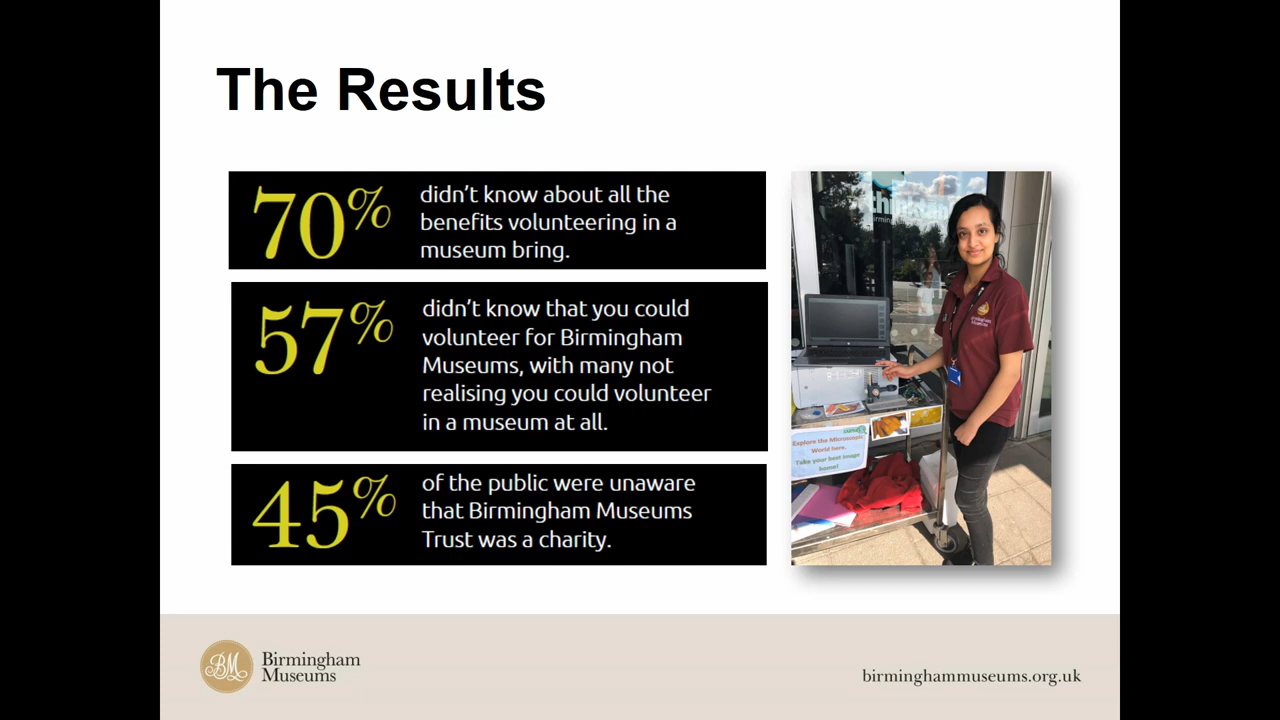 The Results
70%
didn't know about all the
benefits volunteering in a
museum bring.
57%
didn't know that you could
volunteer for Birmingham
Museums, with many not
realising you could volunteer
in a museum at all.
45%
of the public were unaware
that Birmingham Museums
Trust was a charity.
Birmingham
Museums
Explore the Microscopic
World here.
Take your best image
home!
BM
Birmingham
Museums
birminghammuseums.org.uk